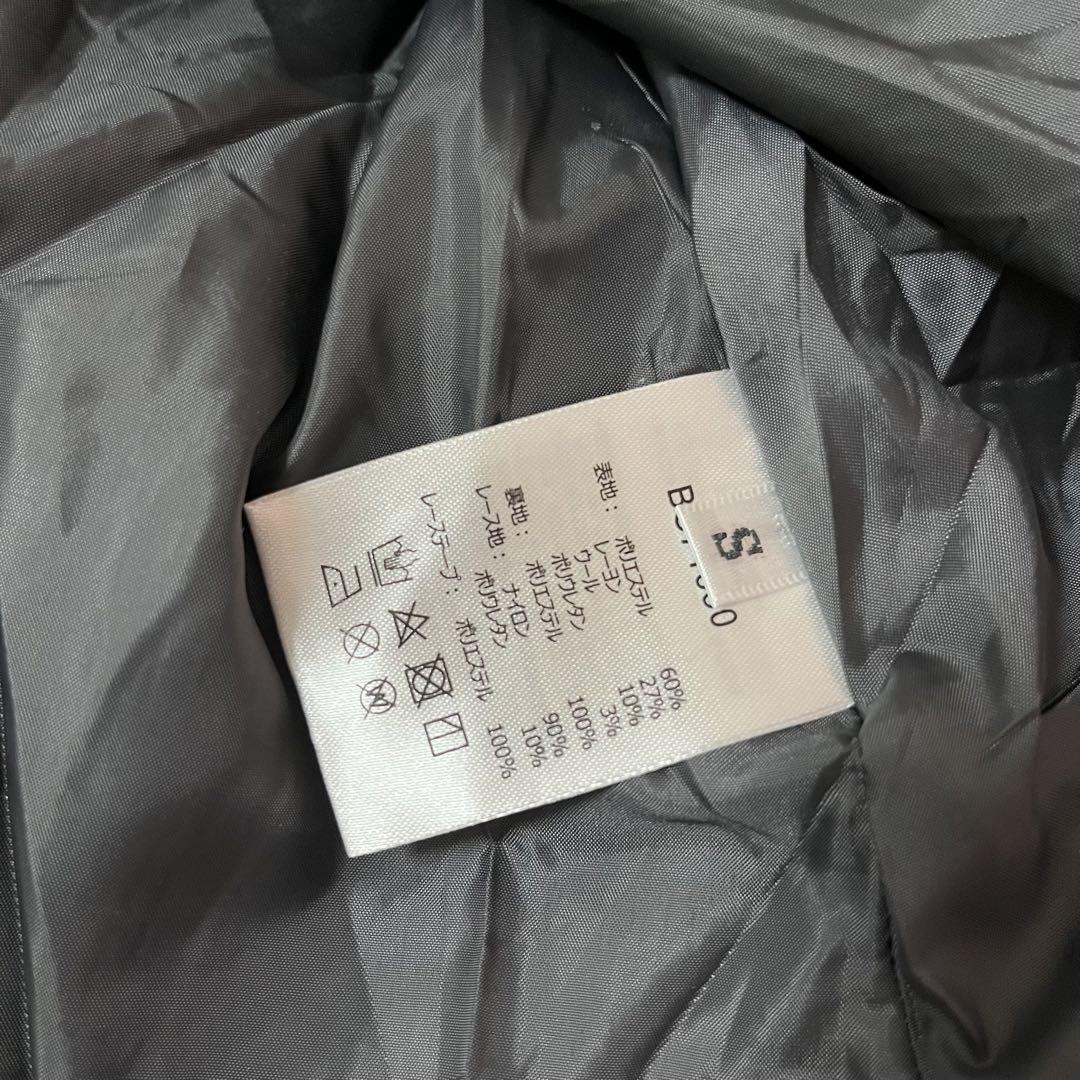 S
表地: ポリエステル 60%
レーヨン 27%
ウール 10%
ポリウレタン 3%
裏地: ポリエステル 100%
レース地: ナイロン 90%
ポリウレタン 10%
レーステープ: ポリエステル 100%